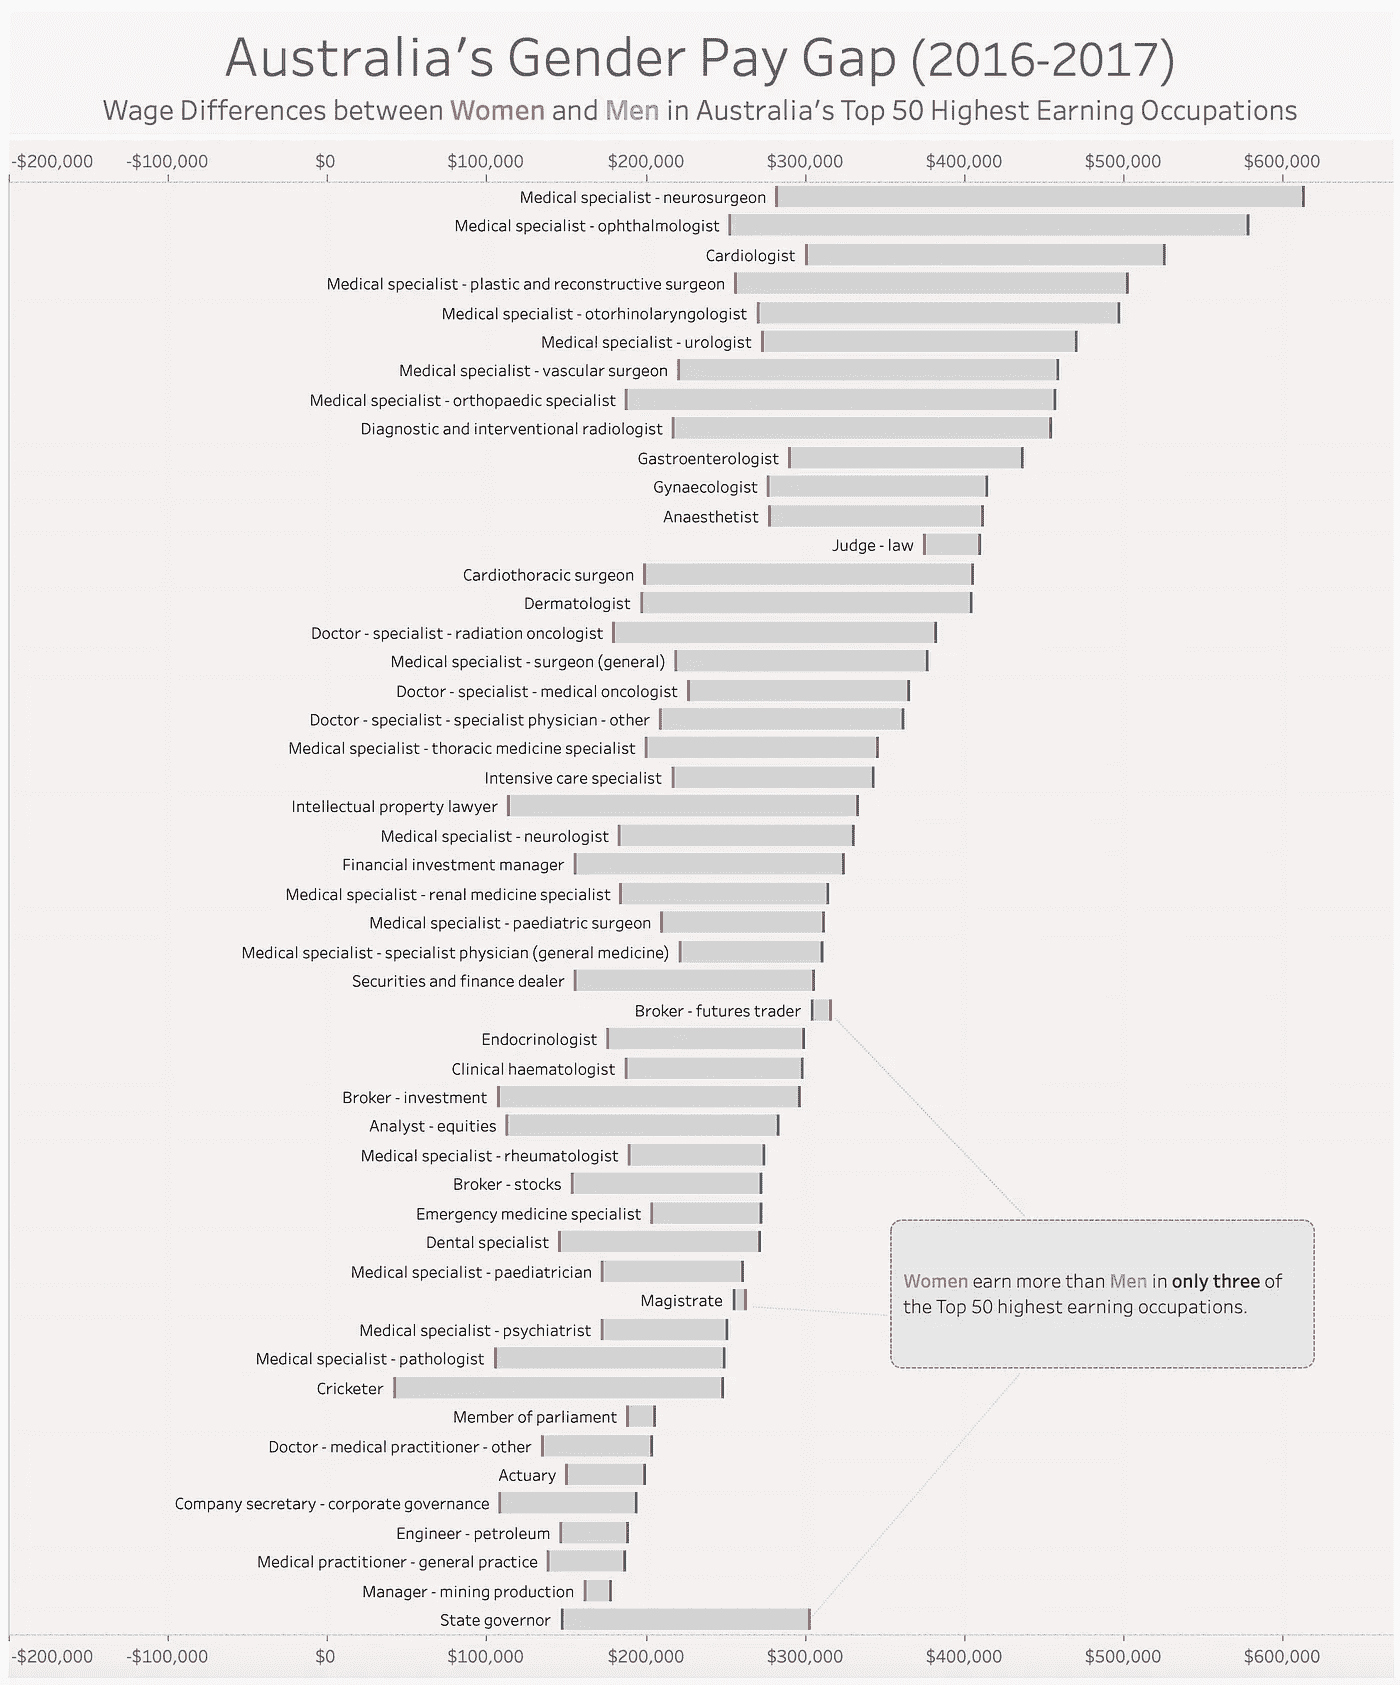 Australia's Gender Pay Gap (2016-2017)
Wage Differences between Women and Men in Australia's Top 50 Highest Earning Occupations
-$200,000 -$100,000 $0 $100,000 $200,000 $300,000 $400,000 $500,000 $600,000
Medical specialist - neurosurgeon
Medical specialist - ophthalmologist
Cardiologist
Medical specialist - plastic and reconstructive surgeon
Medical specialist - otorhinolaryngologist
Medical specialist - urologist
Medical specialist - vascular surgeon
Medical specialist - orthopaedic specialist
Diagnostic and interventional radiologist
Gastroenterologist
Gynaecologist
Anaesthetist
Judge - law
Cardiothoracic surgeon
Dermatologist
Doctor - specialist - radiation oncologist
Medical specialist - surgeon (general)
Doctor - specialist - medical oncologist
Doctor - specialist - specialist physician - other
Medical specialist - thoracic medicine specialist
Intensive care specialist
Intellectual property lawyer
Medical specialist - neurologist
Financial investment manager
Medical specialist - renal medicine specialist
Medical specialist - paediatric surgeon
Medical specialist - specialist physician (general medicine)
Securities and finance dealer
Broker - futures trader
Endocrinologist
Clinical haematologist
Broker - investment
Analyst - equities
Medical specialist - rheumatologist
Broker - stocks
Emergency medicine specialist
Dental specialist
Medical specialist - paediatrician
Magistrate
Medical specialist - psychiatrist
Medical specialist - pathologist
Cricketer
Member of parliament
Doctor - medical practitioner - other
Actuary
Company secretary - corporate governance
Engineer - petroleum
Medical practitioner - general practice
Manager - mining production
State governor
Women earn more than Men in only three of
the Top 50 highest earning occupations.
-$200,000 -$100,000 $0 $100,000 $200,000 $300,000 $400,000 $500,000 $600,000